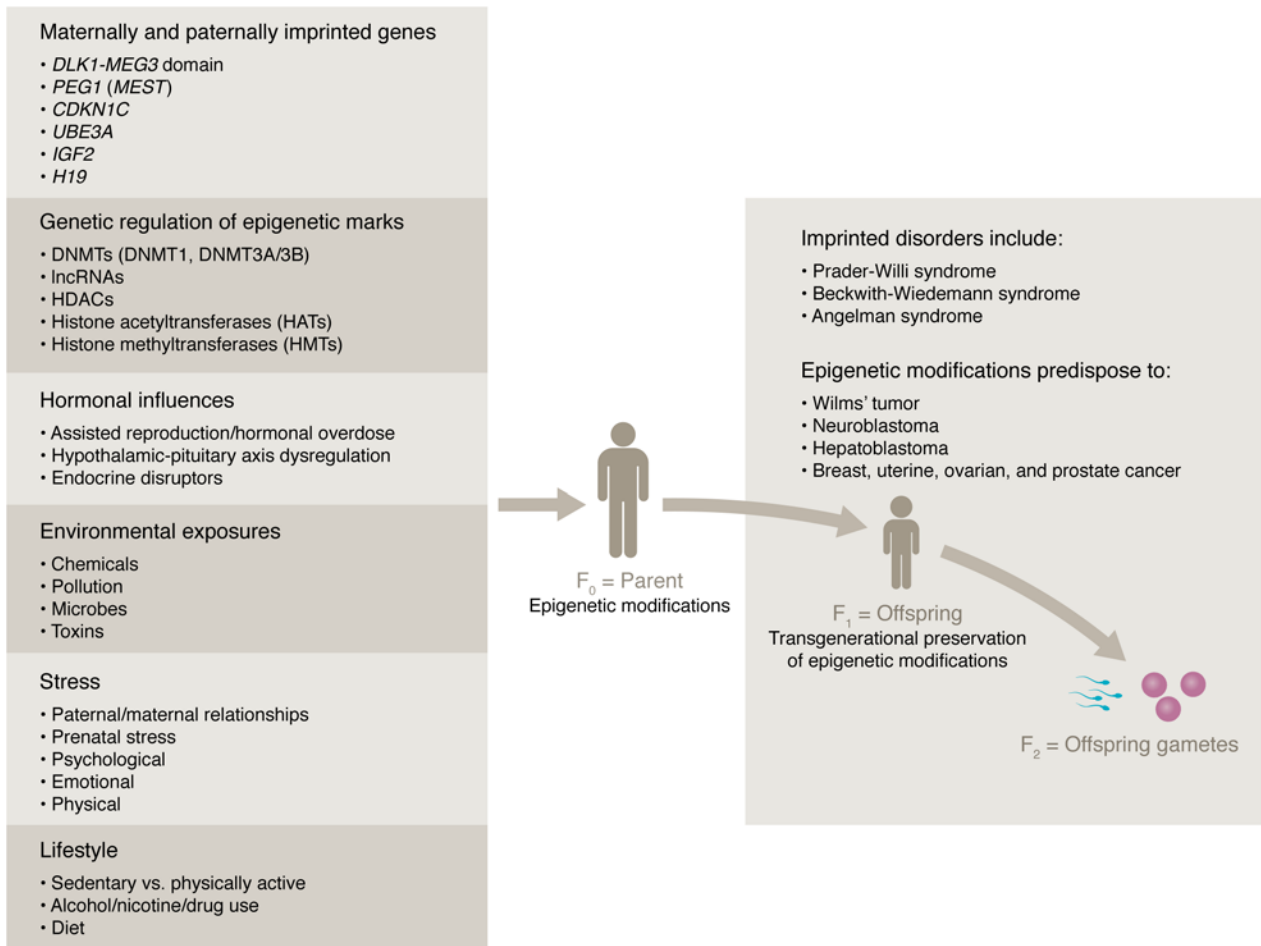 Maternally and paternally imprinted genes
• DLK1-MEG3 domain
• PEG1 (MEST)
• CDKN1C
• UBE3A
• IGF2
• H19
Genetic regulation of epigenetic marks
• DNMTs (DNMT1, DNMT3A/3B)
• lncRNAs
• HDACs
• Histone acetyltransferases (HATs)
• Histone methyltransferases (HMTs)
Hormonal influences
• Assisted reproduction/hormonal overdose
• Hypothalamic-pituitary axis dysregulation
• Endocrine disruptors
Environmental exposures
• Chemicals
• Pollution
• Microbes
• Toxins
Stress
• Paternal/maternal relationships
• Prenatal stress
• Psychological
• Emotional
• Physical
Lifestyle
• Sedentary vs. physically active
• Alcohol/nicotine/drug use
• Diet
F0 = Parent
Epigenetic modifications
Imprinted disorders include:
• Prader-Willi syndrome
• Beckwith-Wiedemann syndrome
• Angelman syndrome
Epigenetic modifications predispose to:
• Wilms’ tumor
• Neuroblastoma
• Hepatoblastoma
• Breast, uterine, ovarian, and prostate cancer
F1 = Offspring
Transgenerational preservation
of epigenetic modifications
F2 = Offspring gametes